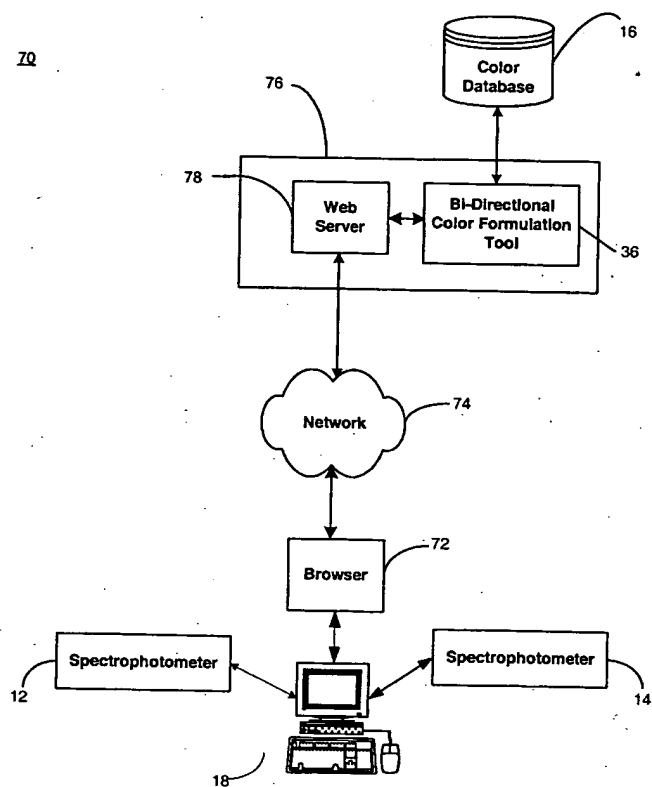 70
16
Color
Database
76
78
Web
Server
Bi-Directional
Color Formulation
Tool
36
Network
74
72
Browser
Spectrophotometer
Spectrophotometer
12
14
18